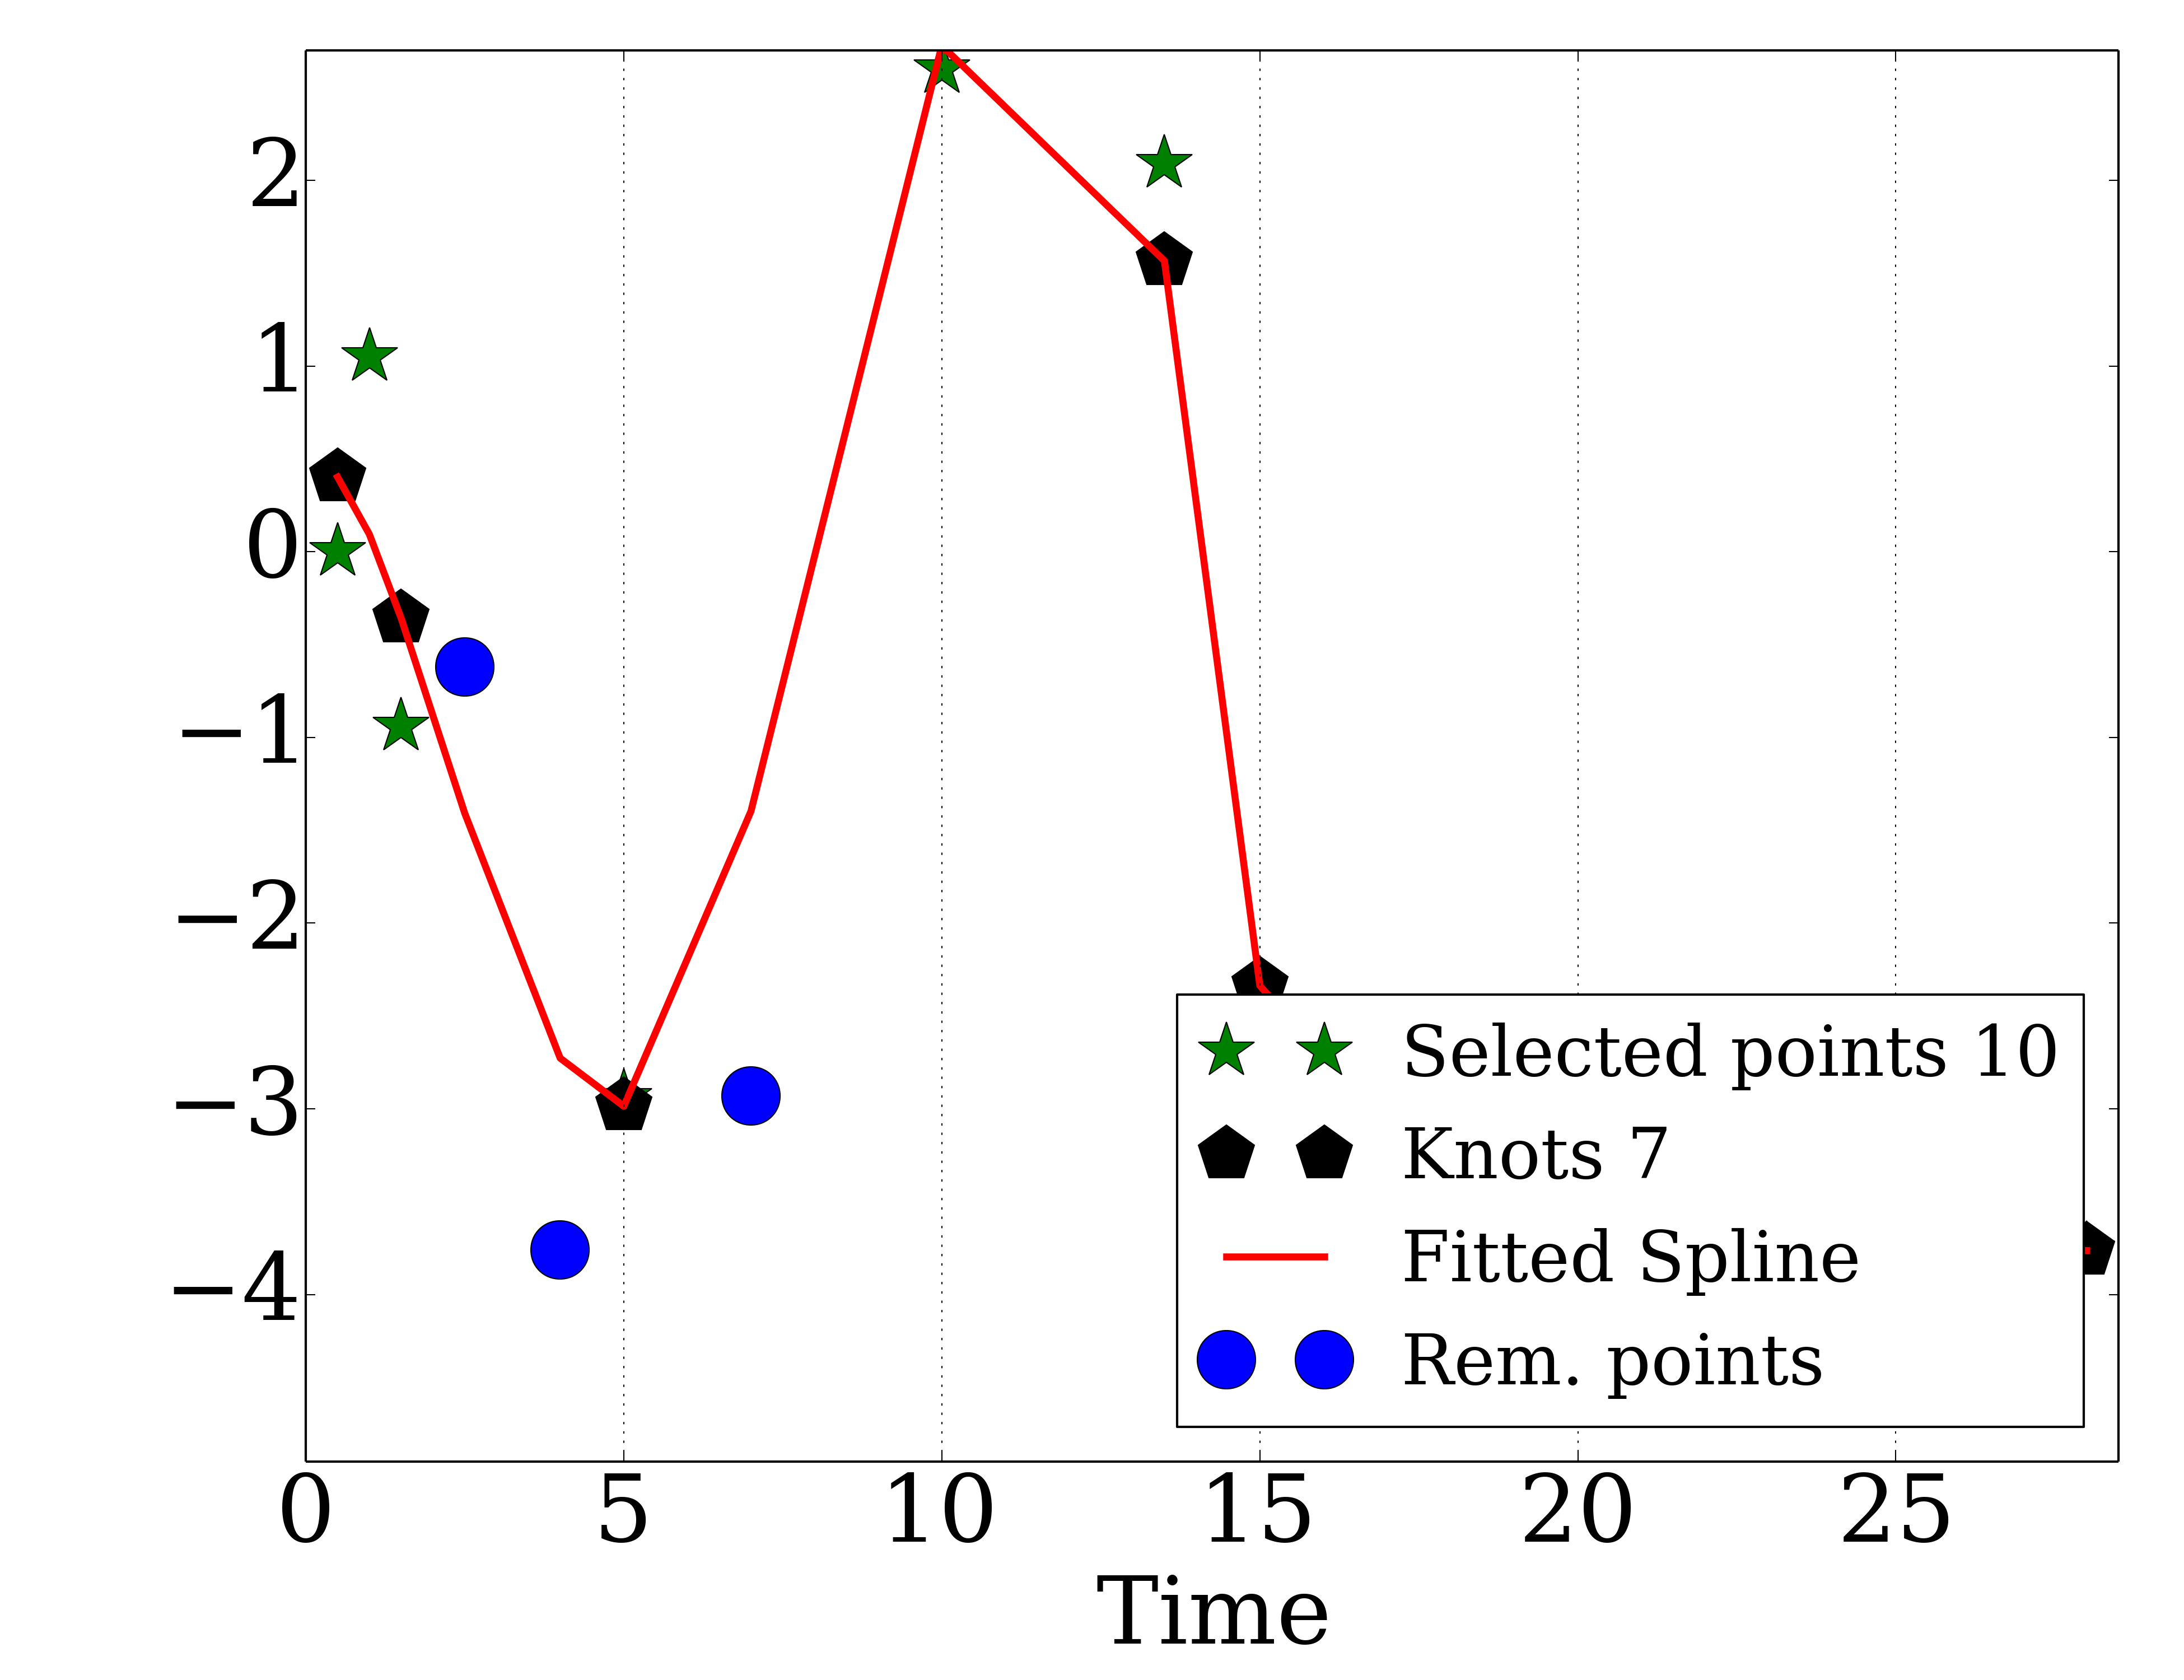 2
1
0
−1
−2
−3
−4
Selected points 10
Knots 7
Fitted Spline
Rem. points
0 5 10 15 20 25
Time